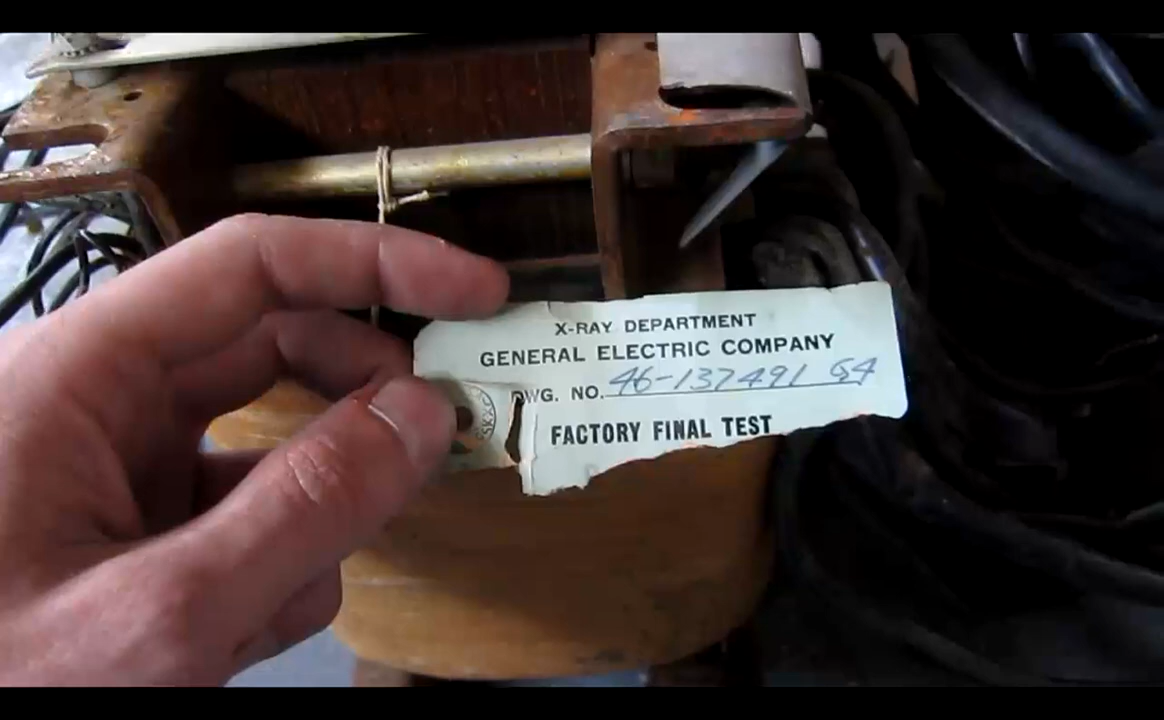 X-RAY DEPARTMENT
GENERAL ELECTRIC COMPANY
DWG. NO. 46-137491 G4
FACTORY FINAL TEST